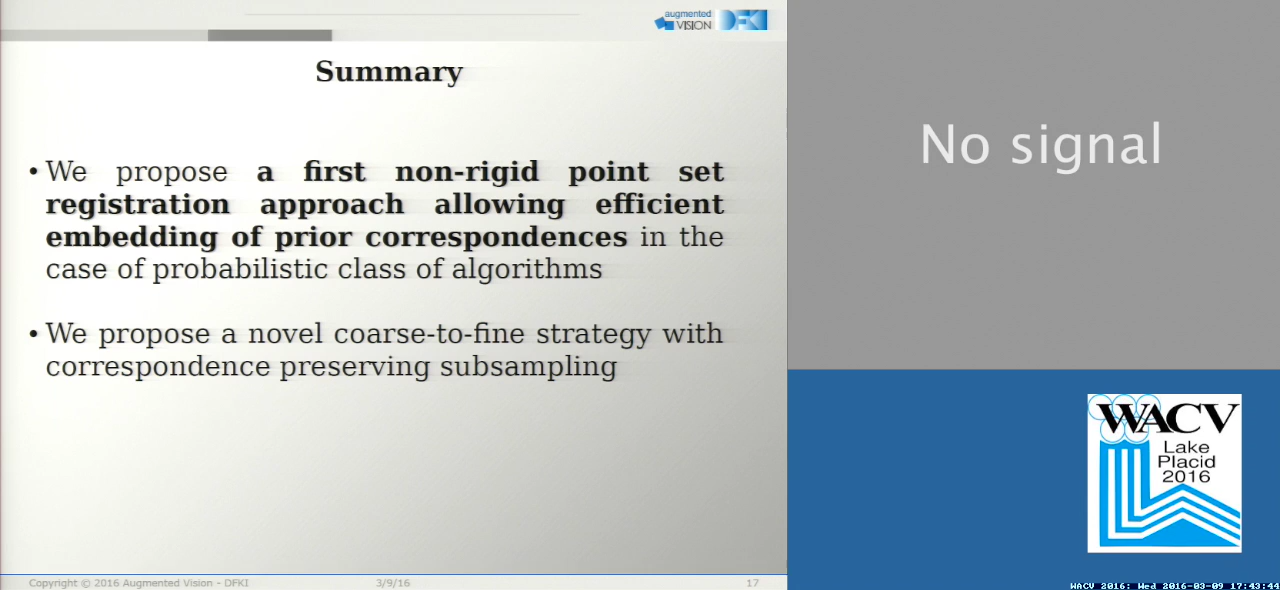 augmented
VISION
DFKI
Summary
• We propose a first non-rigid point set
registration approach allowing efficient
embedding of prior correspondences in the
case of probabilistic class of algorithms
• We propose a novel coarse-to-fine strategy with
correspondence preserving subsampling
Copyright © 2016 Augmented Vision - DFKI
3/9/16
17
No signal
WACV
Lake
Placid
2016
WACV 2016: Wed 2016-03-09 17:43:44